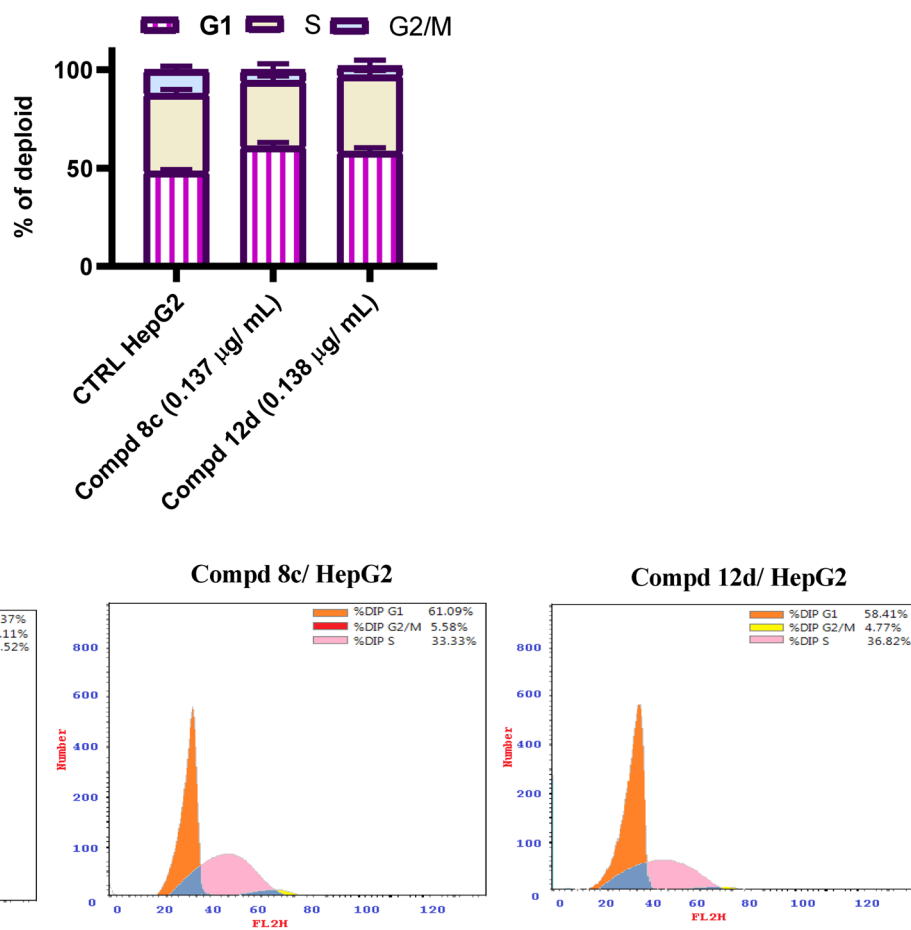 G1 S G2/M
% of deploid
100
50
0
CTRL HepG2
Compd 8c (0.137 µg/ mL)
Compd 12d (0.138 µg/ mL)
37%
.11%
.52%
Compd 8c/ HepG2
%DIP G1 61.09%
%DIP G2/M 5.58%
%DIP S 33.33%
Number
800
600
400
200
100
0
0 20 40 60 80 100 120
FL2H
Compd 12d/ HepG2
%DIP G1 58.41%
%DIP G2/M 4.77%
%DIP S 36.82%
Number
800
600
400
200
100
0
0 20 40 60 80 100 120
FL2H